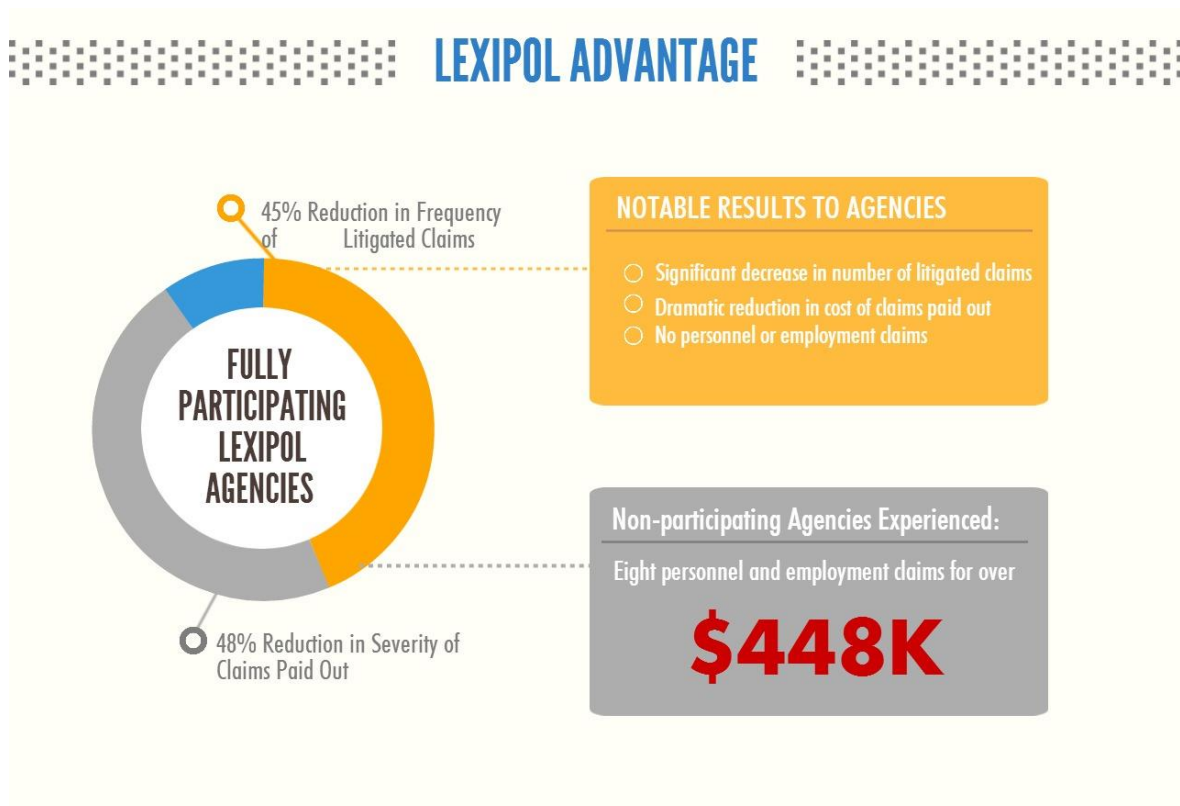 LEXIPOL ADVANTAGE
45% Reduction in Frequency
of Litigated Claims
FULLY
PARTICIPATING
LEXIPOL
AGENCIES
48% Reduction in Severity of
Claims Paid Out
NOTABLE RESULTS TO AGENCIES
Significant decrease in number of litigated claims
Dramatic reduction in cost of claims paid out
No personnel or employment claims
Non-participating Agencies Experienced:
Eight personnel and employment claims for over
$448K